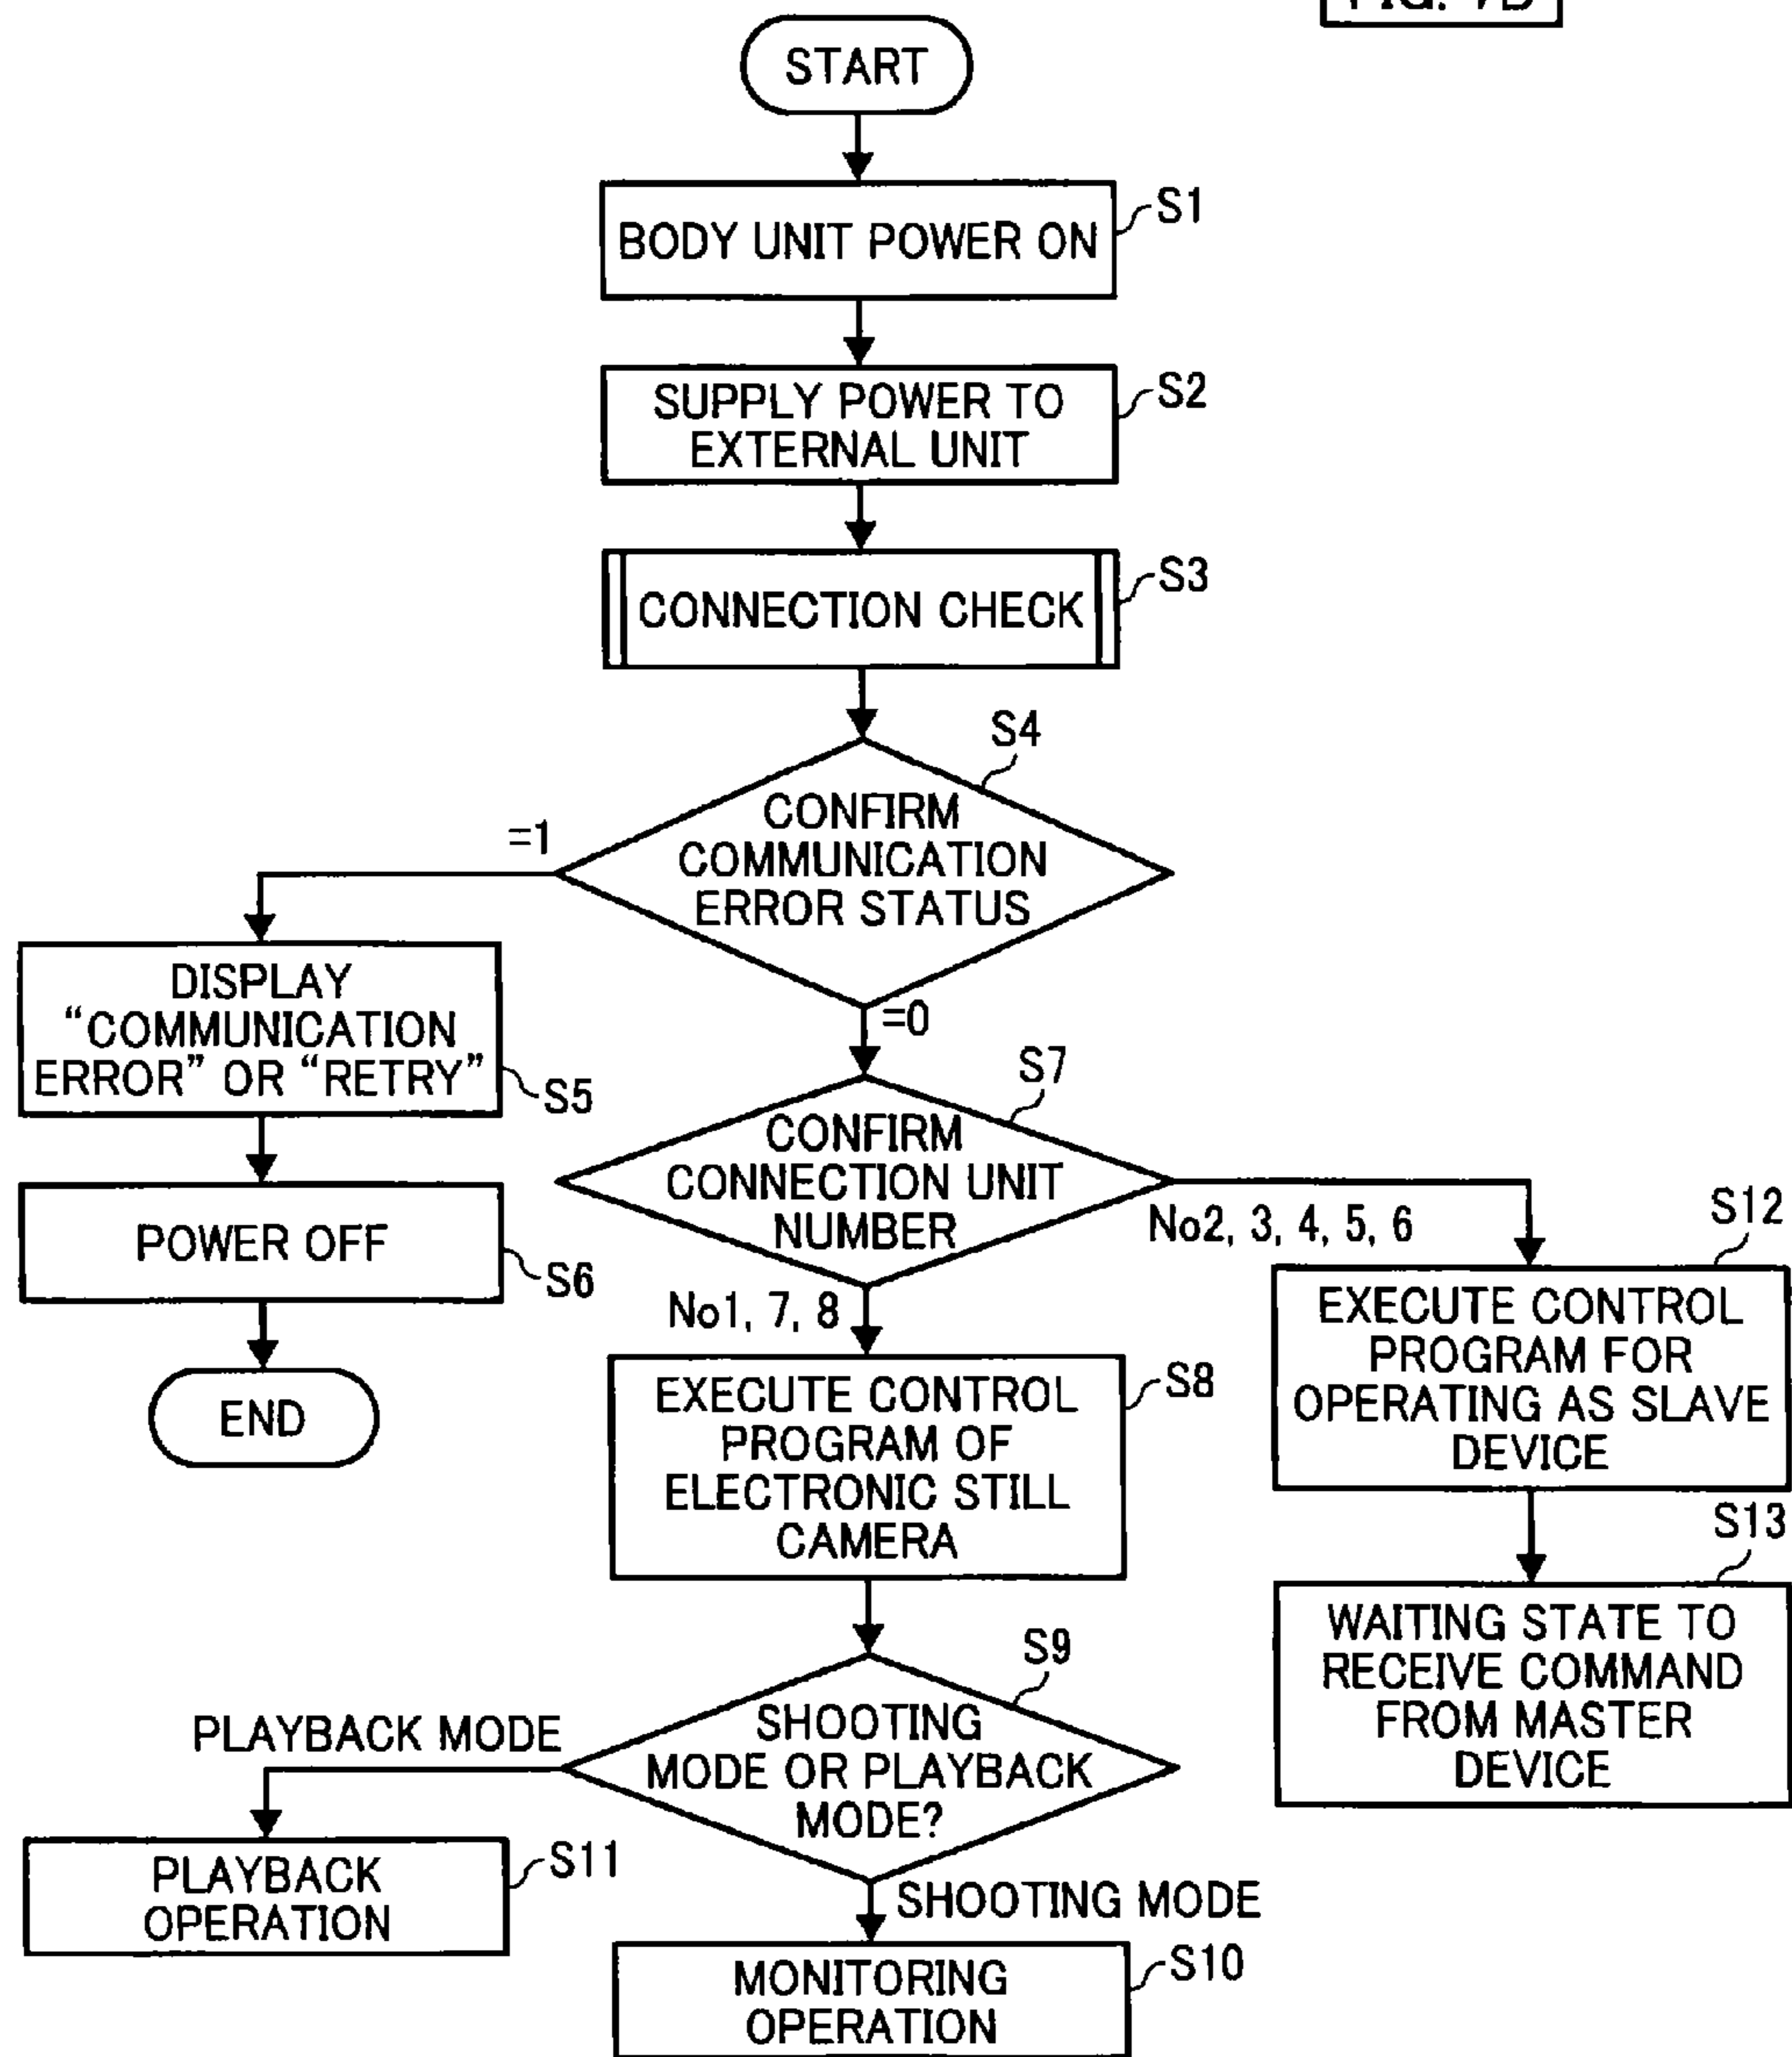 START
BODY UNIT POWER ON
S1
SUPPLY POWER TO
EXTERNAL UNIT
S2
CONNECTION CHECK
S3
S4
CONFIRM
COMMUNICATION
ERROR STATUS
=1
=0
DISPLAY
“COMMUNICATION
ERROR” OR “RETRY”
S5
POWER OFF
S6
END
S7
CONFIRM
CONNECTION UNIT
NUMBER
No2, 3, 4, 5, 6
No1, 7, 8
S12
EXECUTE CONTROL
PROGRAM FOR
OPERATING AS SLAVE
DEVICE
S13
WAITING STATE TO
RECEIVE COMMAND
FROM MASTER
DEVICE
EXECUTE CONTROL
PROGRAM OF
ELECTRONIC STILL
CAMERA
S8
S9
SHOOTING
MODE OR PLAYBACK
MODE?
PLAYBACK MODE
PLAYBACK
OPERATION
S11
SHOOTING MODE
MONITORING
OPERATION
S10